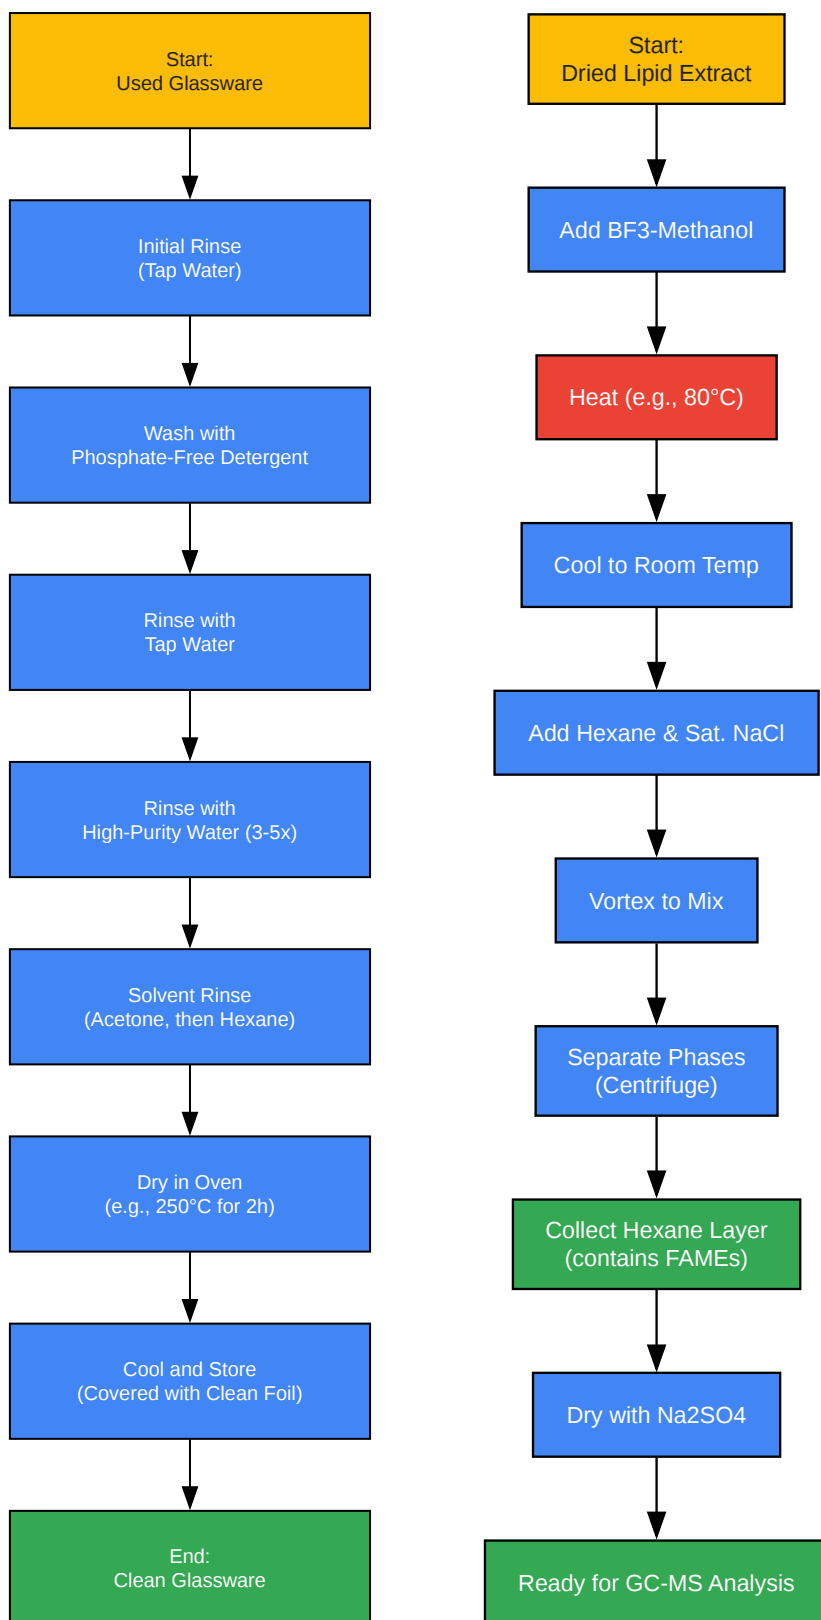 Start:
Used Glassware
Initial Rinse
(Tap Water)
Wash with
Phosphate-Free Detergent
Rinse with
Tap Water
Rinse with
High-Purity Water (3-5x)
Solvent Rinse
(Acetone, then Hexane)
Dry in Oven
(e.g., 250°C for 2h)
Cool and Store
(Covered with Clean Foil)
End:
Clean Glassware
Start:
Dried Lipid Extract
Add BF3-Methanol
Heat (e.g., 80°C)
Cool to Room Temp
Add Hexane & Sat. NaCl
Vortex to Mix
Separate Phases
(Centrifuge)
Collect Hexane Layer
(contains FAMEs)
Dry with Na2SO4
Ready for GC-MS Analysis